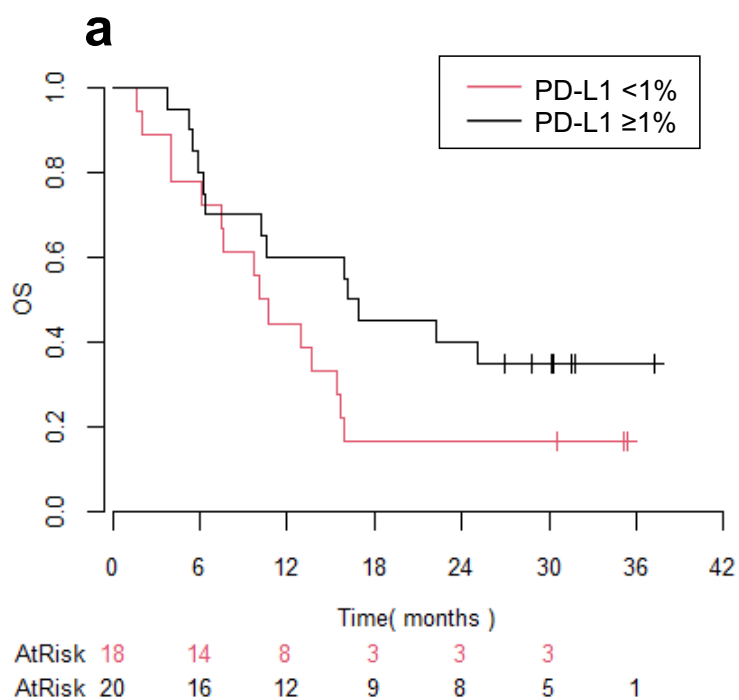 a
PD-L1 <1%
PD-L1 ≥1%
1.0
0.8
0.6
0.4
0.2
0.0
OS
0 6 12 18 24 30 36 42
Time( months )
AtRisk 18 14 8 3 3 3
AtRisk 20 16 12 9 8 5 1